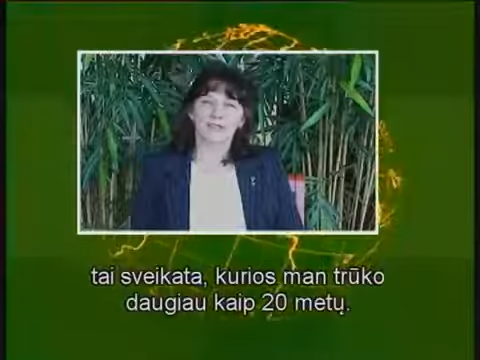 tai sveikata, kurios man trūko
daugiau kaip 20 metų.